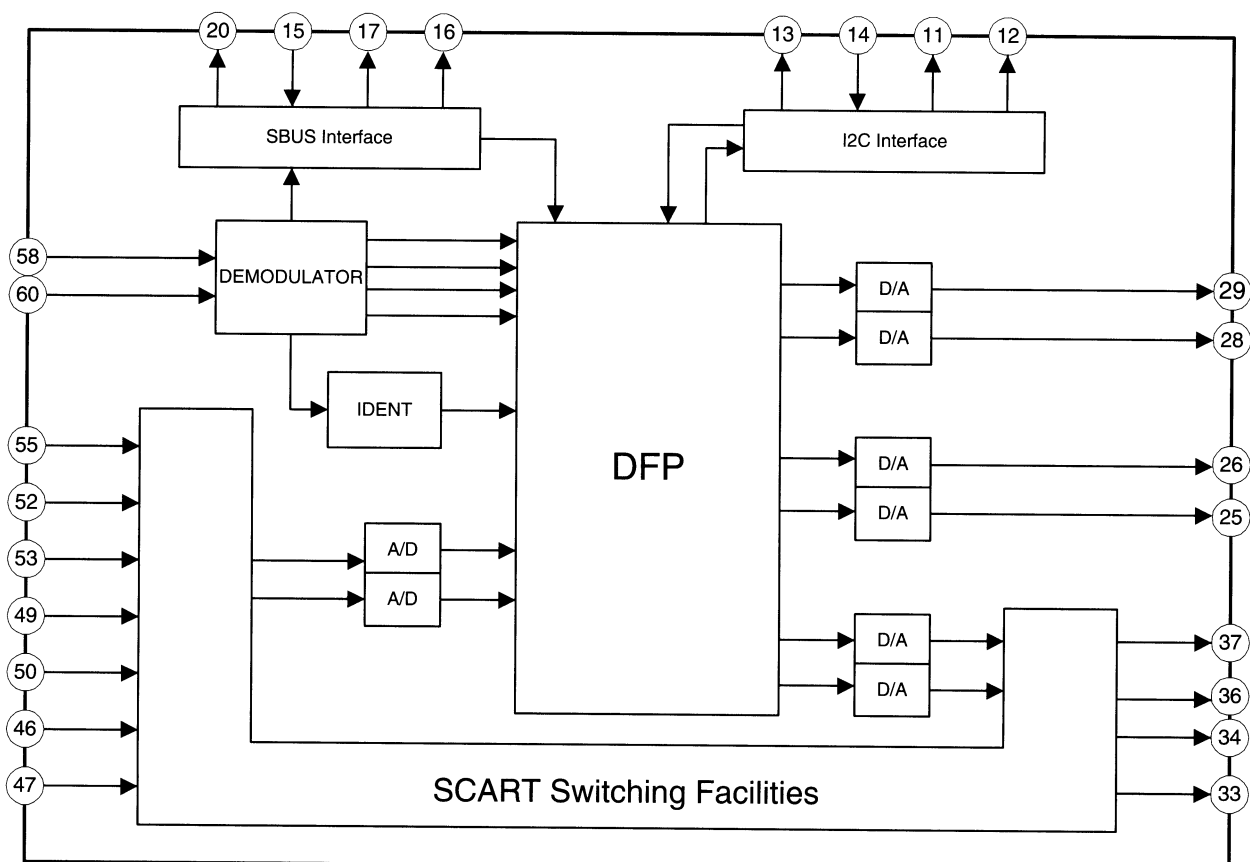 20 15 17 16 13 14 11 12
SBUS Interface
I2C Interface
58
DEMODULATOR
60
D/A
29
D/A
28
IDENT
55
DFP
D/A
26
52
D/A
25
53
A/D
A/D
49
50
D/A
37
D/A
36
46
34
47
SCART Switching Facilities
33